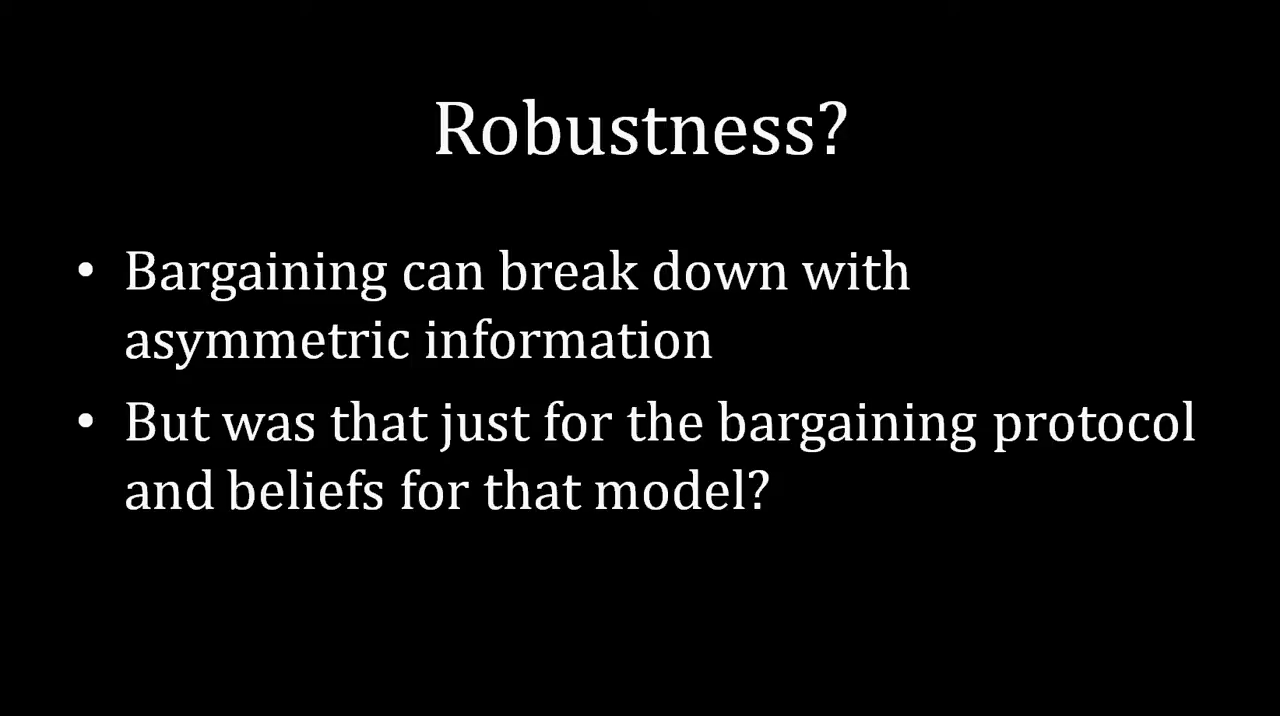 Robustness?
• Bargaining can break down with
asymmetric information
• But was that just for the bargaining protocol
and beliefs for that model?